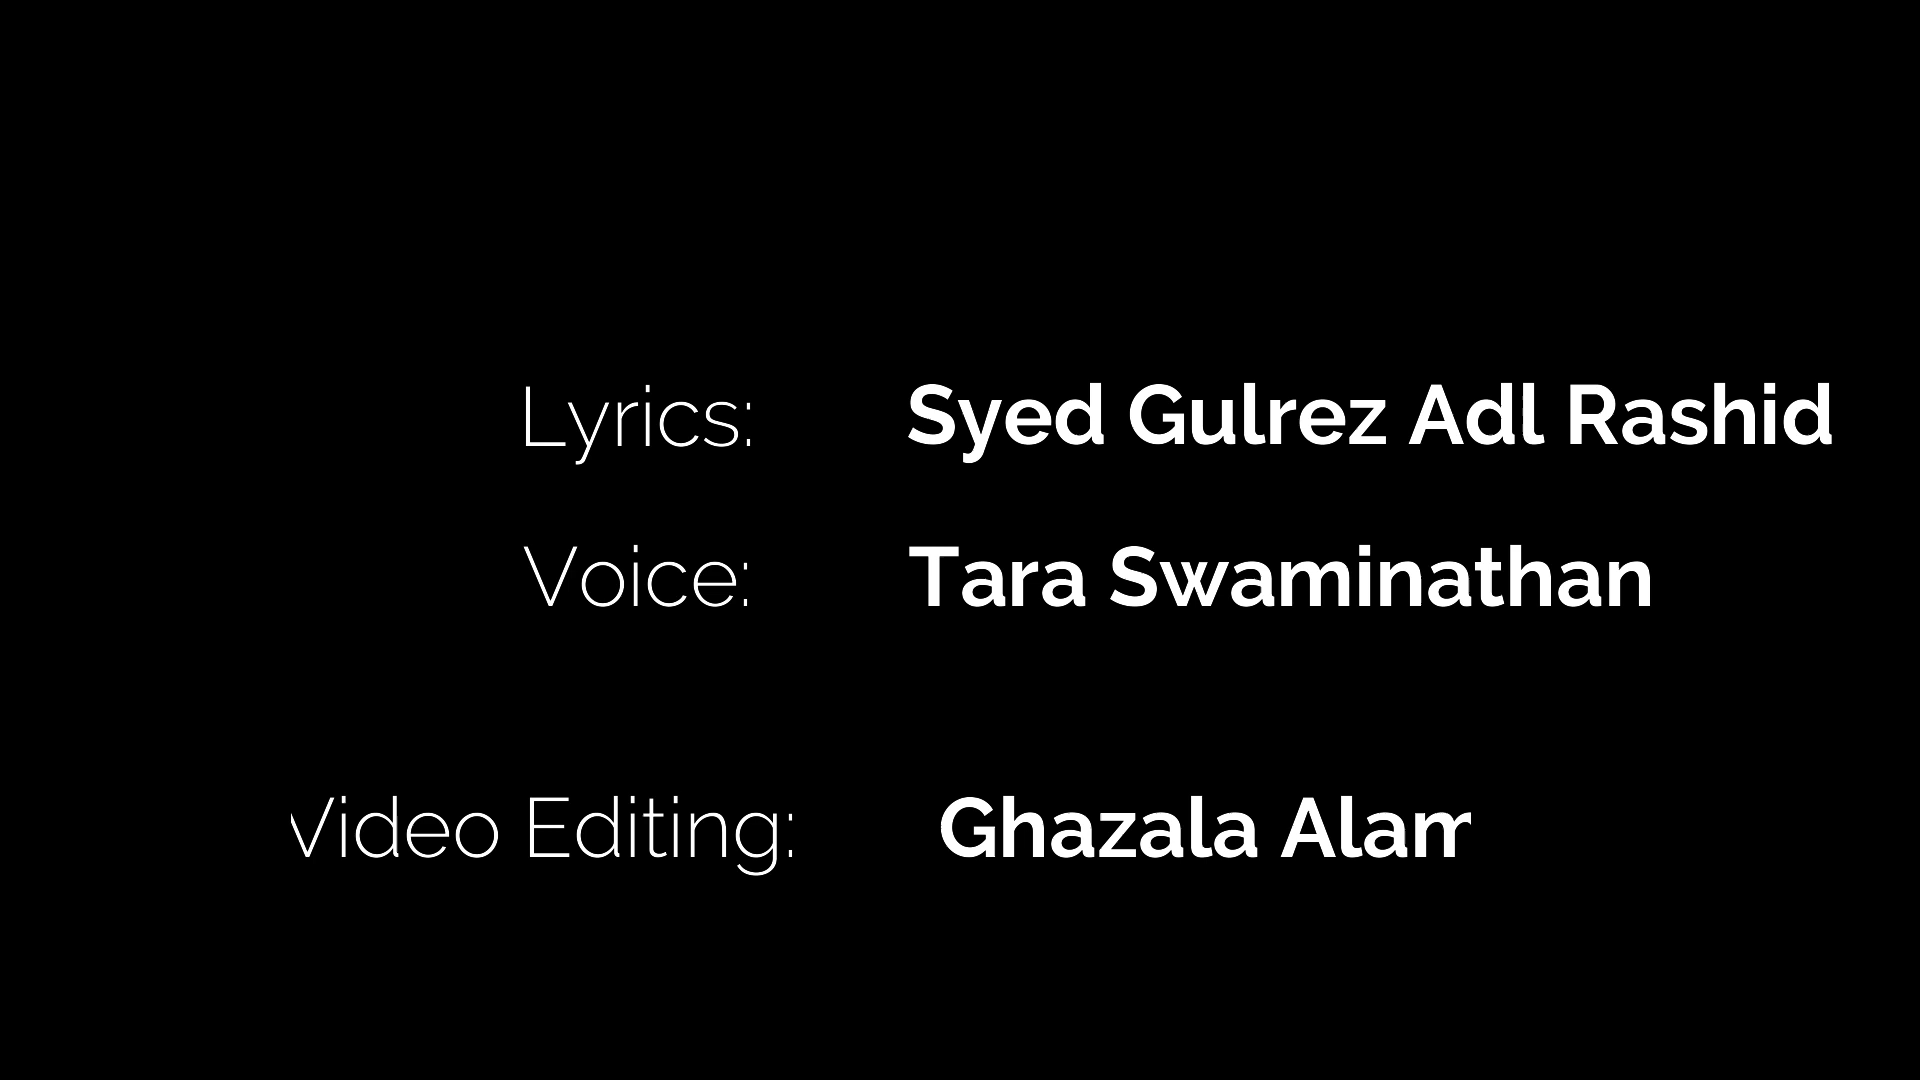 Lyrics: Syed Gulrez Adl Rashid
Voice: Tara Swaminathan
Video Editing: Ghazala Alam